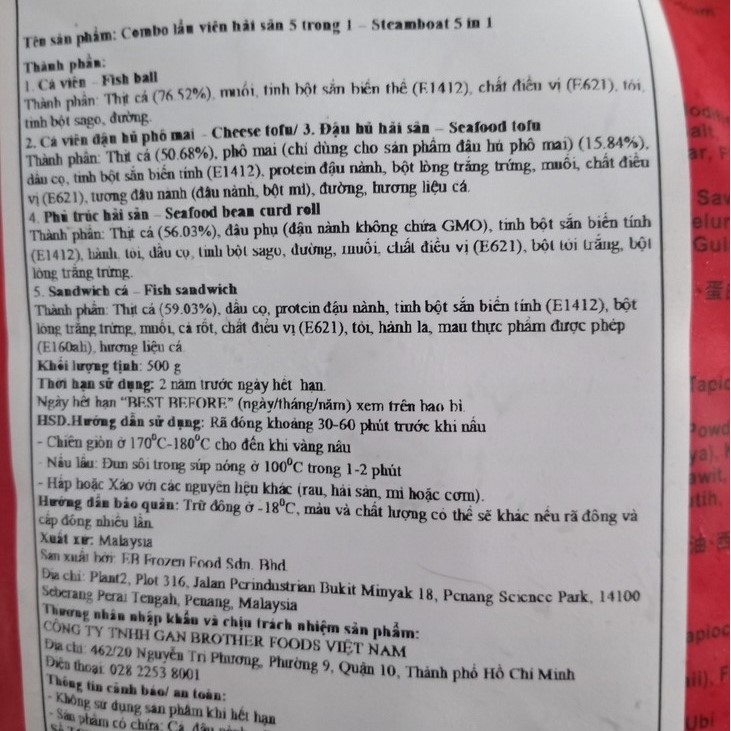 Tên sản phẩm: Combo lẩu viên hải sản 5 trong 1 – Steamboat 5 in 1
Thành phần:
1. Cá viên – Fish ball
Thành phần: Thịt cá (76.52%), muối, tinh bột sắn biến thể (E1412), chất điều vị (E621), tỏi,
tinh bột sago, đường.
2. Cá viên đậu hủ phô mai - Cheese tofu/ 3. Đậu hủ hải sản – Seafood tofu
Thành phần: Thịt cá (50.68%), phô mai (chỉ dùng cho sản phẩm đậu hủ phô mai) (15.84%),
dầu cọ, tinh bột sắn biến tính (E1412), protein đậu nành, bột lòng trắng trứng, muối, chất điều
vị (E621), tương đậu nành (đậu nành, bột mì), đường, hương liệu cá.
4. Phù trúc hải sản – Seafood bean curd roll
Thành phần: Thịt cá (56.03%), đậu phụ (đậu nành không chứa GMO), tinh bột sắn biến tính
(E1412), hành, tỏi, dầu cọ, tinh bột sago, đường, muối, chất điều vị (E621), bột tỏi trắng, bột
lòng trắng trứng.
5. Sandwich cá – Fish sandwich
Thành phần: Thịt cá (59.03%), dầu cọ, protein đậu nành, tinh bột sắn biến tính (E1412), bột
lòng trắng trứng, muối, cà rốt, chất điều vị (E621), tỏi, hành lá, màu thực phẩm được phép
(E160aii), hương liệu cá.
Khối lượng tịnh: 500 g
Thời hạn sử dụng: 2 năm trước ngày hết hạn.
Ngày hết hạn “BEST BEFORE” (ngày/tháng/năm) xem trên bao bì.
HSD.Hướng dẫn sử dụng: Rã đông khoảng 30-60 phút trước khi nấu
- Chiên giòn ở 170⁰C-180⁰C cho đến khi vàng nâu
- Nấu lẩu: Đun sôi trong súp nóng ở 100⁰C trong 1-2 phút
- Hấp hoặc Xào với các nguyên liệu khác (rau, hải sản, mì hoặc cơm).
Hướng dẫn bảo quản: Trữ đông ở -18⁰C, màu và chất lượng có thể sẽ khác nếu rã đông và
cấp đông nhiều lần.
Xuất xứ: Malaysia
Sản xuất bởi: EB Frozen Food Sdn. Bhd.
Địa chỉ: Plant2, Plot 316, Jalan Perindustrian Bukit Minyak 18, Penang Science Park, 14100
Seberang Perai Tengah, Penang, Malaysia
Thương nhân nhập khẩu và chịu trách nhiệm sản phẩm:
CÔNG TY TNHH GAN BROTHER FOODS VIỆT NAM
Địa chỉ: 462/20 Nguyễn Tri Phương, Phường 9, Quận 10, Thành phố Hồ Chí Minh
Điện thoại: 028 2253 8001
Thông tin cảnh báo/ an toàn:
- Không sử dụng sản phẩm khi hết hạn
- Sản phẩm có chứa: Cá, đậu